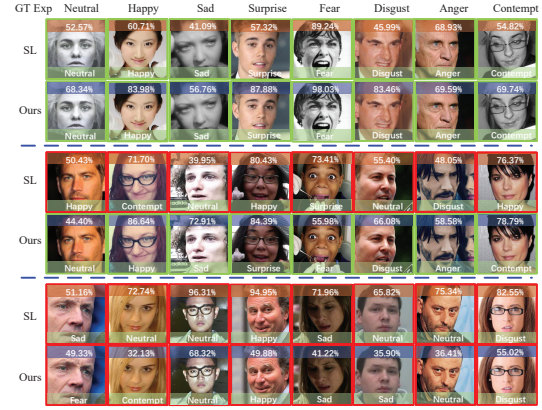 GT Exp Neutral Happy Sad Surprise Fear Disgust Anger Contempt
52.57% 60.71% 41.09% 57.32% 89.24% 45.99% 68.93% 54.82%
SL
Neutral Happy Sad Surprise Fear Disgust Anger Contempt
68.34% 83.98% 56.76% 87.88% 98.03% 83.46% 69.59% 69.74%
Ours
Neutral Happy Sad Surprise Fear Disgust Anger Contempt
50.43% 71.70% 39.95% 80.43% 73.41% 55.40% 48.05% 76.37%
SL
Happy Contempt Neutral Happy Surprise Neutral Disgust Happy
44.40% 86.64% 72.91% 84.39% 55.98% 66.08% 58.58% 78.79%
Ours
Neutral Happy Sad Surprise Fear Disgust Anger Contempt
51.16% 72.74% 96.31% 94.95% 71.96% 65.82% 75.34% 82.55%
SL
Sad Neutral Neutral Happy Sad Neutral Neutral Disgust
49.33% 32.13% 68.32% 49.88% 41.22% 35.90% 36.41% 55.02%
Ours
Fear Contempt Neutral Happy Sad Sad Neutral Disgust